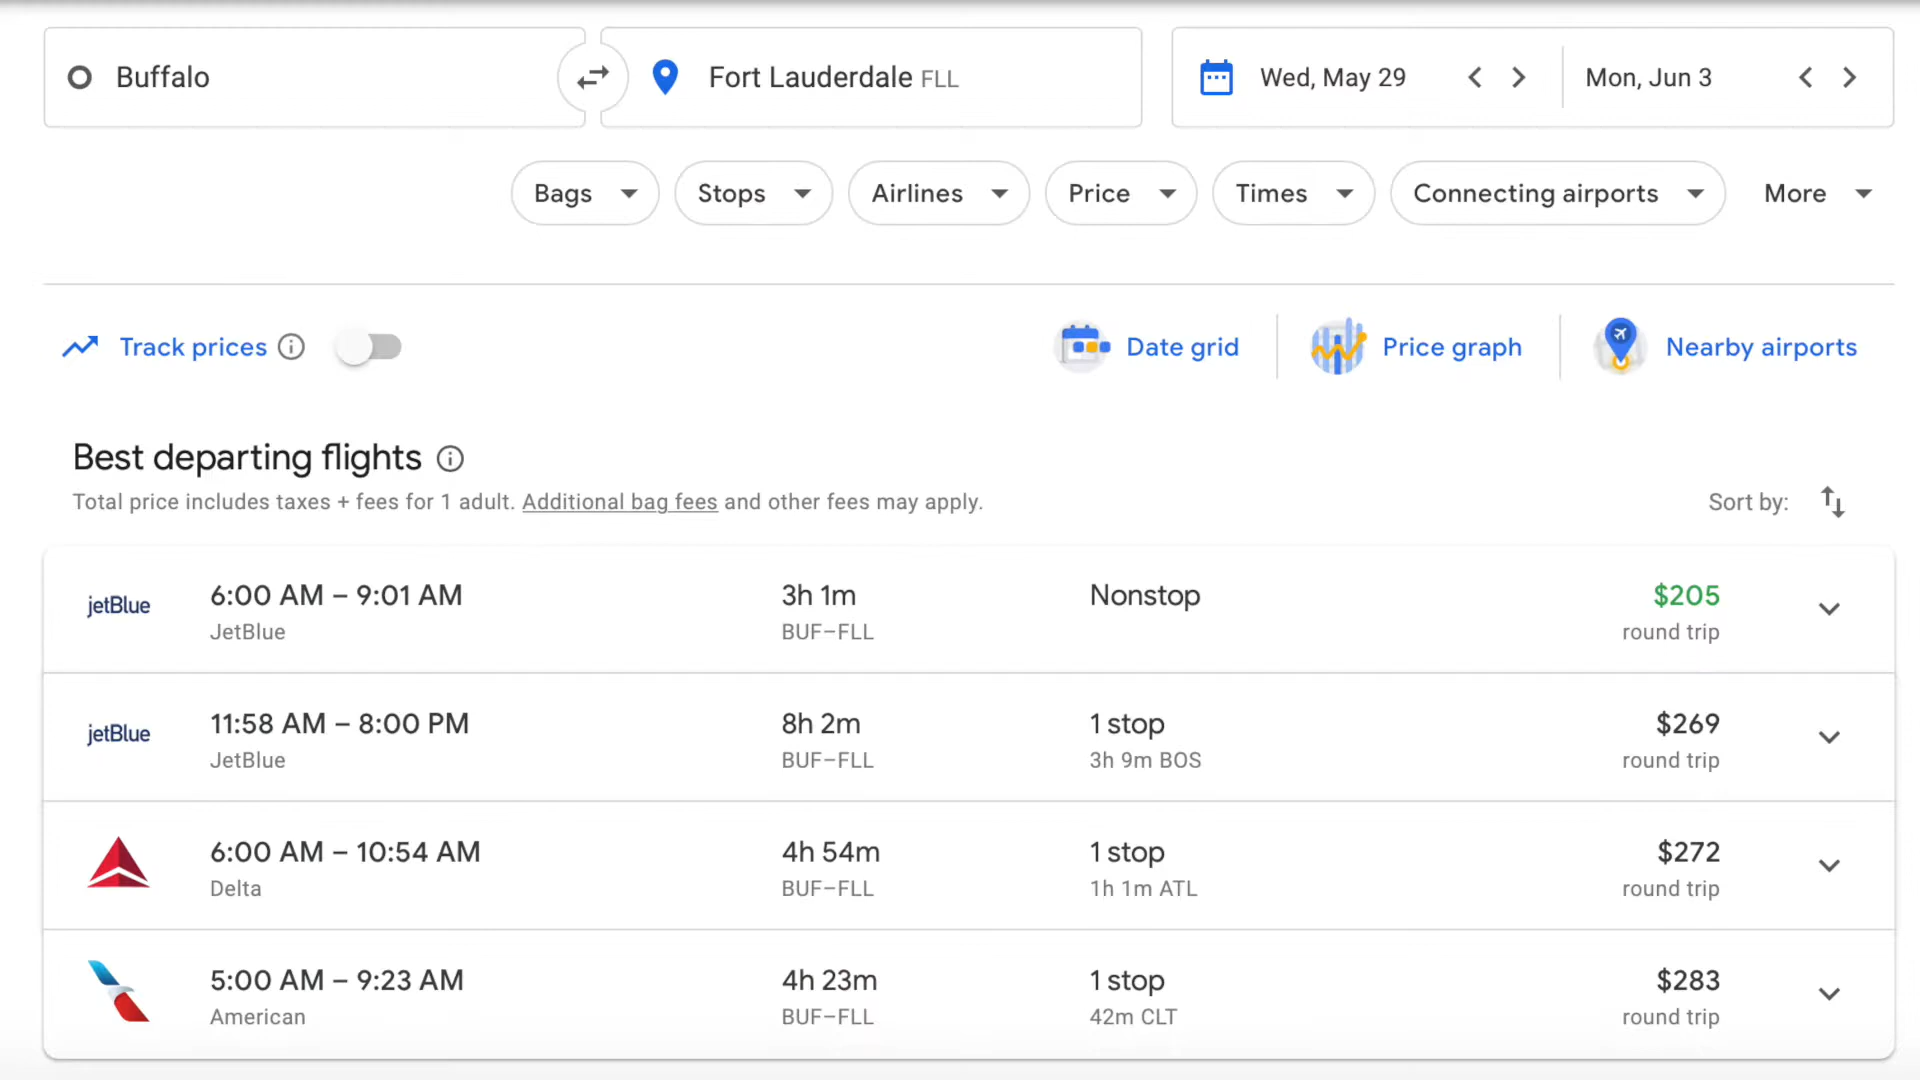 Buffalo
Fort Lauderdale FLL
Wed, May 29
Mon, Jun 3
Bags
Stops
Airlines
Price
Times
Connecting airports
More
Track prices
Date grid
Price graph
Nearby airports
Best departing flights
Total price includes taxes + fees for 1 adult. Additional bag fees and other fees may apply.
Sort by:
jetBlue
6:00 AM – 9:01 AM
3h 1m
Nonstop
$205
JetBlue
BUF–FLL
round trip
jetBlue
11:58 AM – 8:00 PM
8h 2m
1 stop
$269
JetBlue
BUF–FLL
3h 9m BOS
round trip
6:00 AM – 10:54 AM
4h 54m
1 stop
$272
Delta
BUF–FLL
1h 1m ATL
round trip
5:00 AM – 9:23 AM
4h 23m
1 stop
$283
American
BUF–FLL
42m CLT
round trip